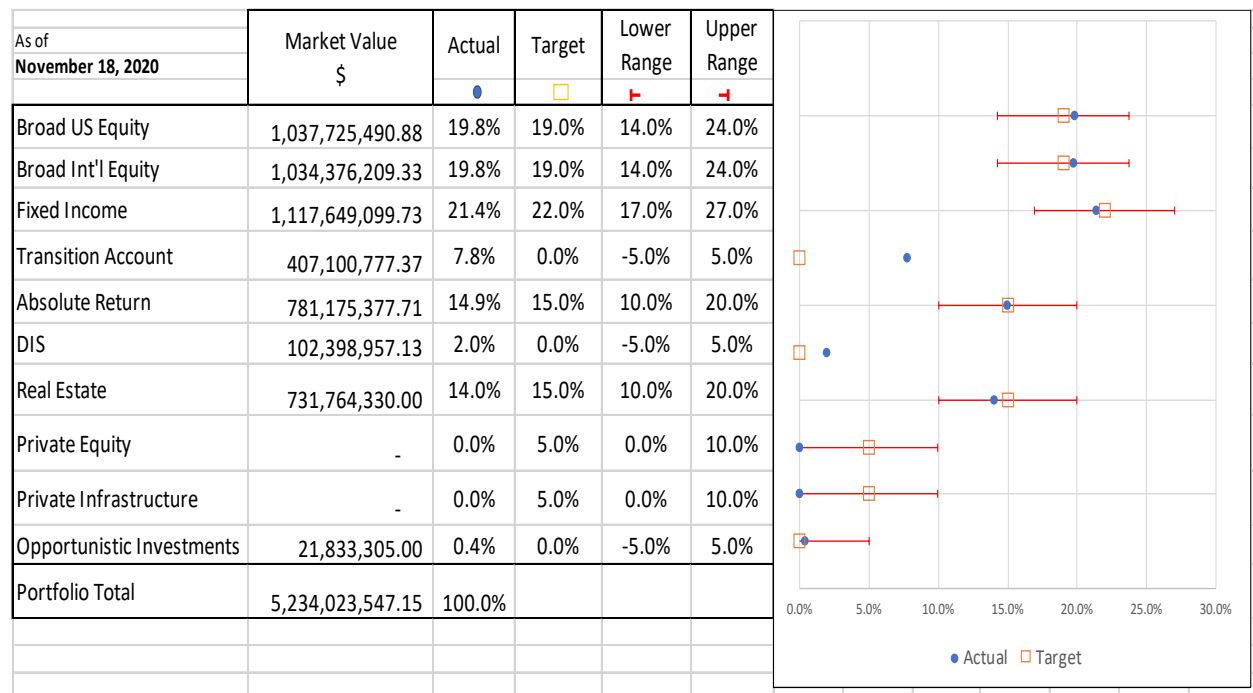 As of
November 18, 2020
Market Value
$
Actual
Target
Lower
Range
Upper
Range
Broad US Equity 1,037,725,490.88 19.8% 19.0% 14.0% 24.0%
Broad Int'l Equity 1,034,376,209.33 19.8% 19.0% 14.0% 24.0%
Fixed Income 1,117,649,099.73 21.4% 22.0% 17.0% 27.0%
Transition Account 407,100,777.37 7.8% 0.0% -5.0% 5.0%
Absolute Return 781,175,377.71 14.9% 15.0% 10.0% 20.0%
DIS 102,398,957.13 2.0% 0.0% -5.0% 5.0%
Real Estate 731,764,330.00 14.0% 15.0% 10.0% 20.0%
Private Equity - 0.0% 5.0% 0.0% 10.0%
Private Infrastructure - 0.0% 5.0% 0.0% 10.0%
Opportunistic Investments 21,833,305.00 0.4% 0.0% -5.0% 5.0%
Portfolio Total 5,234,023,547.15 100.0%
0.0% 5.0% 10.0% 15.0% 20.0% 25.0% 30.0%
Actual Target